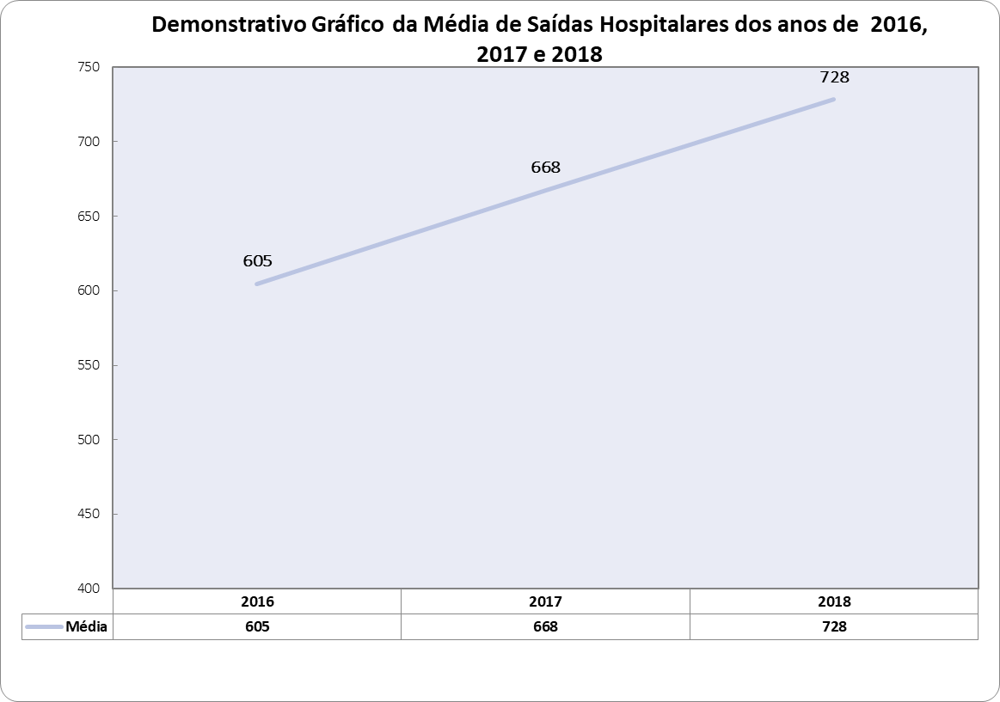 Demonstrativo Gráfico da Média de Saídas Hospitalares dos anos de 2016,
2017 e 2018
750
700
650
600
550
500
450
400
605
668
728
2016 2017 2018
Média 605 668 728